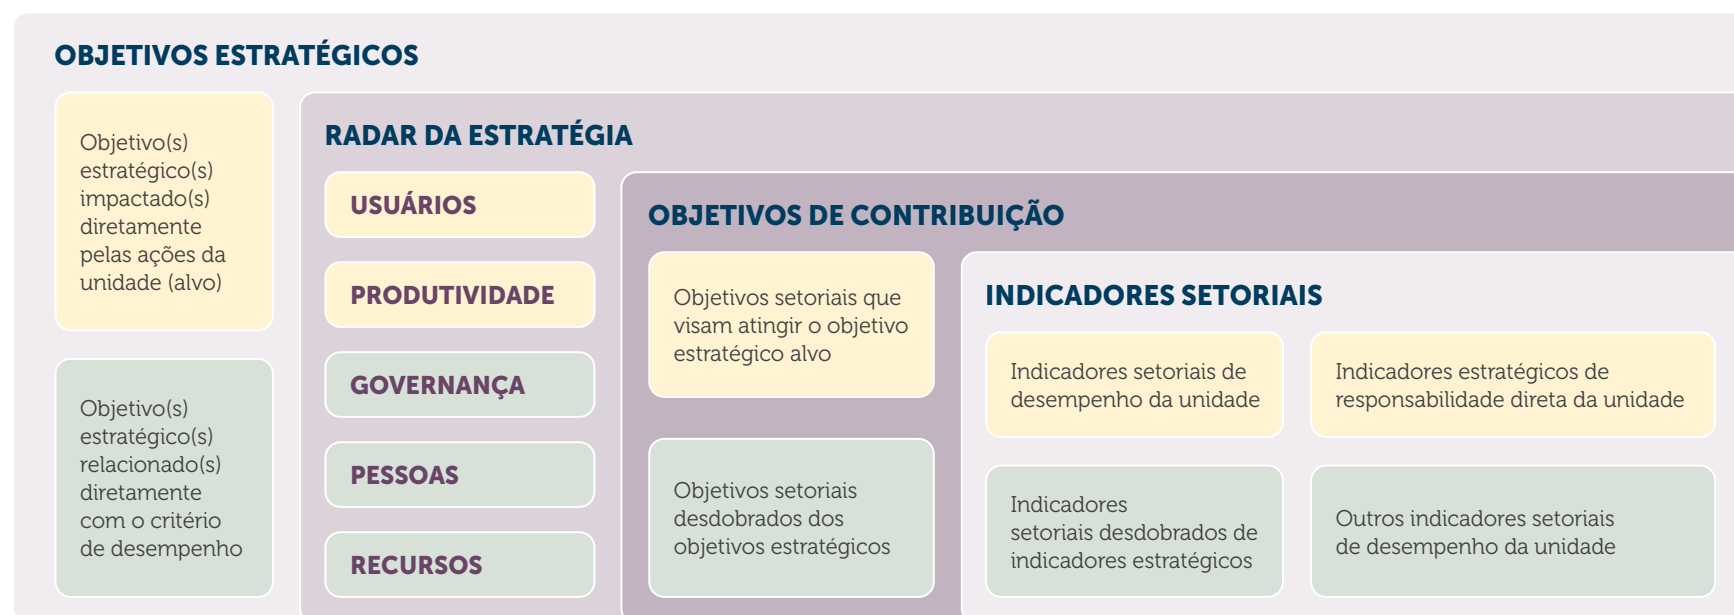 OBJETIVOS ESTRATÉGICOS
Objetivo(s)
estratégico(s)
impactado(s)
diretamente
pelas ações da
unidade (alvo)
Objetivo(s)
estratégico(s)
relacionado(s)
diretamente
com o critério
de desempenho
RADAR DA ESTRATÉGIA
USUÁRIOS
PRODUTIVIDADE
GOVERNANÇA
PESSOAS
RECURSOS
OBJETIVOS DE CONTRIBUIÇÃO
Objetivos setoriais que
visam atingir o objetivo
estratégico alvo
Objetivos setoriais
desdobrados dos
objetivos estratégicos
INDICADORES SETORIAIS
Indicadores setoriais de
desempenho da unidade
Indicadores estratégicos de
responsabilidade direta da unidade
Indicadores
setoriais desdobrados de
indicadores estratégicos
Outros indicadores setoriais
de desempenho da unidade